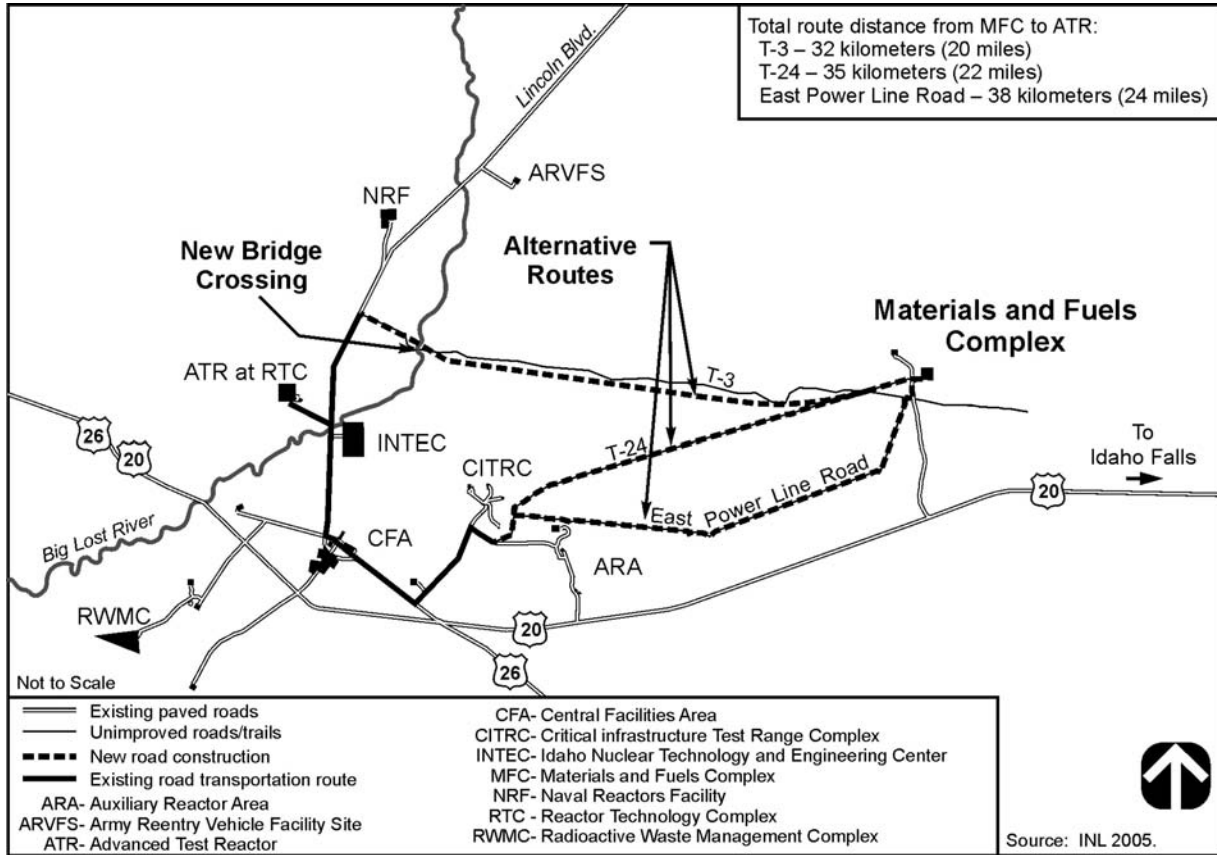 Total route distance from MFC to ATR:
T-3 – 32 kilometers (20 miles)
T-24 – 35 kilometers (22 miles)
East Power Line Road – 38 kilometers (24 miles)
Lincoln Blvd.
ARVFS
NRF
New Bridge
Crossing
Alternative
Routes
Materials and Fuels
Complex
ATR at RTC
T-3
26
20
INTEC
T-24
CITRC
East Power Line Road
To
Idaho Falls
20
Big Lost River
CFA
ARA
RWMC
20
26
Not to Scale
Existing paved roads
Unimproved roads/trails
New road construction
Existing road transportation route
ARA- Auxiliary Reactor Area
ARVFS- Army Reentry Vehicle Facility Site
ATR- Advanced Test Reactor
CFA- Central Facilities Area
CITRC- Critical infrastructure Test Range Complex
INTEC- Idaho Nuclear Technology and Engineering Center
MFC- Materials and Fuels Complex
NRF- Naval Reactors Facility
RTC - Reactor Technology Complex
RWMC- Radioactive Waste Management Complex
Source: INL 2005.